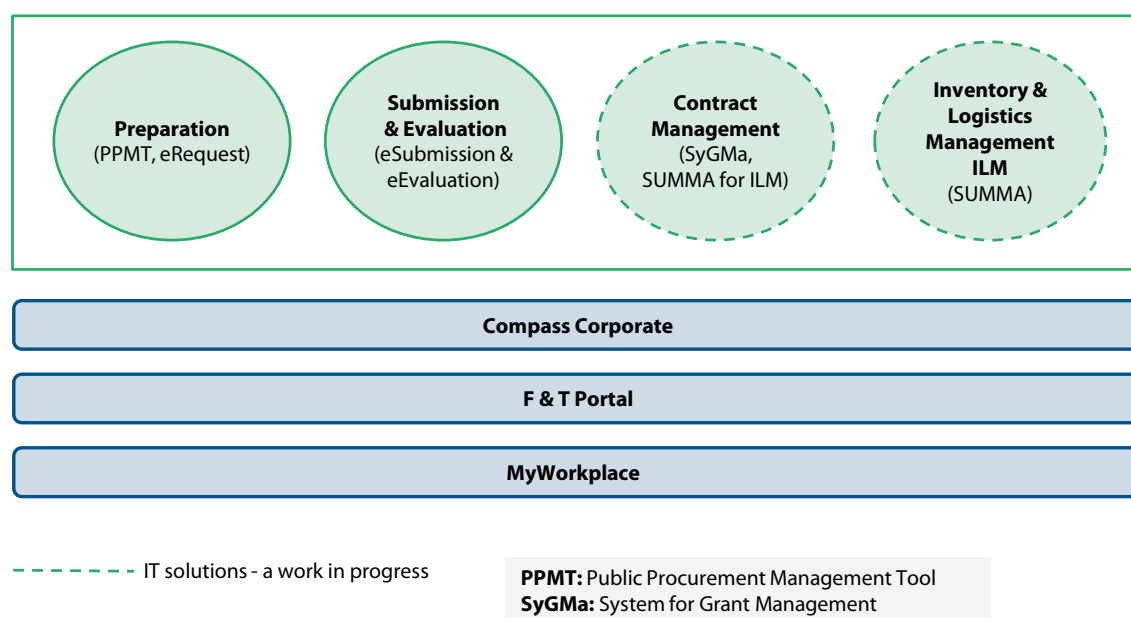 Preparation
(PPMT, eRequest)
Submission
& Evaluation
(eSubmission &
eEvaluation)
Contract
Management
(SyGMa,
SUMMA for ILM)
Inventory &
Logistics
Management
ILM
(SUMMA)
Compass Corporate
F & T Portal
MyWorkplace
IT solutions - a work in progress
PPMT: Public Procurement Management Tool
SyGMa: System for Grant Management